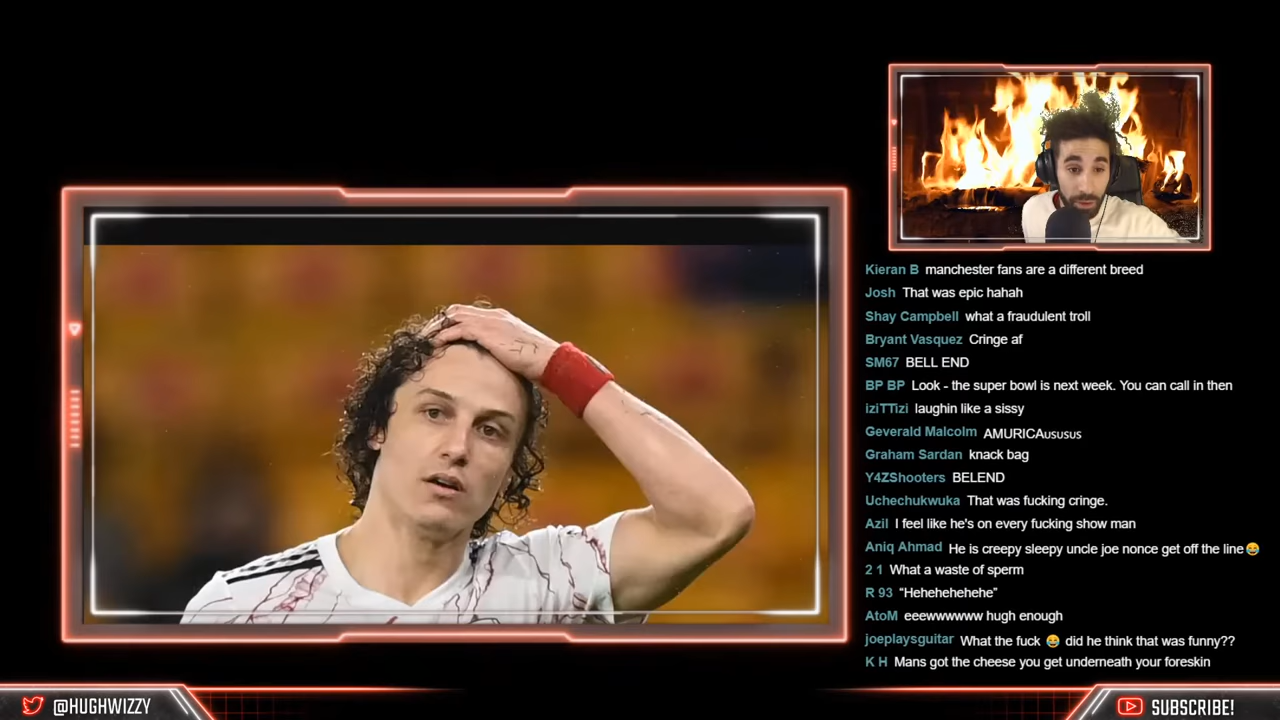 Kieran B manchester fans are a different breed
Josh That was epic hahah
Shay Campbell what a fraudulent troll
Bryant Vasquez Cringe af
SM67 BELL END
BP BP Look - the super bowl is next week. You can call in then
iziTTizi laughin like a sissy
Geverald Malcolm AMURICAususus
Graham Sardan knack bag
Y4ZShooters BELEND
Uchechukwuka That was fucking cringe.
Azil I feel like he's on every fucking show man
Aniq Ahmad He is creepy sleepy uncle joe nonce get off the line😂
2 1 What a waste of sperm
R 93 “Hehehehehehe”
AtoM eeewwwwww hugh enough
joeplaysguitar What the fuck 😂 did he think that was funny??
K H Mans got the cheese you get underneath your foreskin
@HUGHWIZZY
SUBSCRIBE!